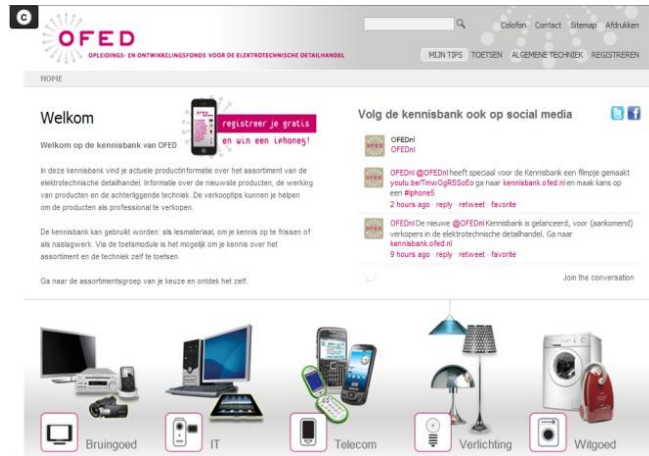 C
OFED
OPLEIDINGS- EN ONTWIKKELINGSFONDS VOOR DE ELEKTROTECHNISCHE DETAILHANDEL
Colofon Contact Sitemap Afdrukken
MIJN TIPS TOETSEN ALGEMENE TECHNIEK REGISTREREN
HOME
Welkom
registreer je gratis
en win een iphone5!
Welkom op de kennisbank van OFED
In deze kennisbank vind je actuele productinformatie over het assortiment van de
elektrotechnische detailhandel. Informatie over de nieuwste producten, de werking
van producten en de achterliggende techniek. De verkooptips kunnen je helpen
om de producten als professional te verkopen.
De kennisbank kan gebruikt worden: als lesmateriaal, om je kennis op te frissen of
als naslagwerk. Via de toetsmodule is het mogelijk om je kennis over het
assortiment en de techniek zelf te toetsen.
Ga naar de assortimentsgroep van je keuze en ontdek het zelf.
Volg de kennisbank ook op social media
OFEDnl
OFEDnl
OFEDnl @OFEDnl heeft speciaal voor de Kennisbank een filmpje gemaakt
youtu.be/TmwOgRSSoEo ga naar kennisbank.ofed.nl en maak kans op
een #Iphone5
2 hours ago · reply · retweet · favorite
OFEDnl De nieuwe @OFEDnl Kennisbank is gelanceerd, voor (aankomend)
verkopers in de elektrotechnische detailhandel. Ga naar
kennisbank.ofed.nl
9 hours ago · reply · retweet · favorite
Join the conversation
Bruingoed
IT
Telecom
Verlichting
Witgoed